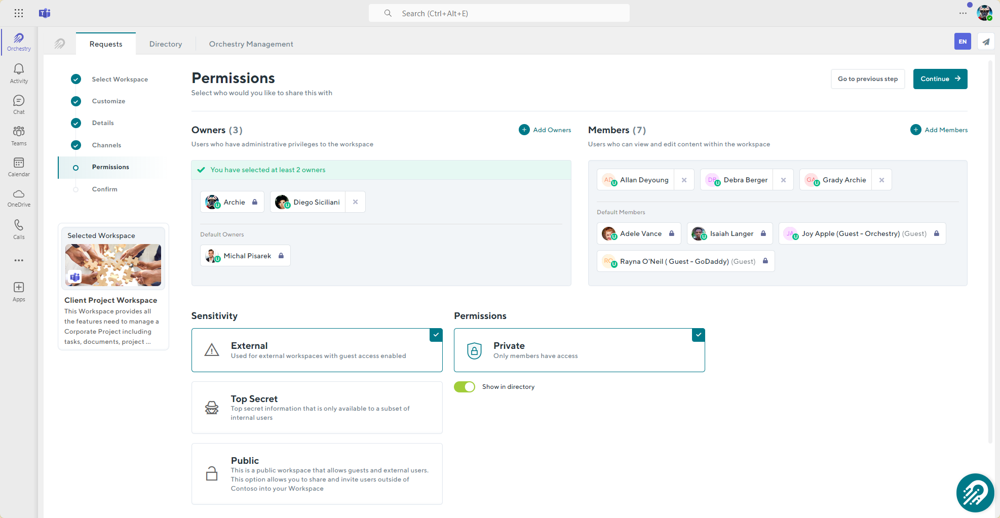 Search (Ctrl+Alt+E)
Orchestry
Activity
Chat
Teams
Calendar
OneDrive
Calls
Apps
Requests
Directory
Orchestry Management
EN
Select Workspace
Customize
Details
Channels
Permissions
Confirm
Selected Workspace
Client Project Workspace
This Workspace provides all
the features need to manage a
Corporate Project including
tasks, documents, project ...
Permissions
Select who would you like to share this with
Go to previous step
Continue
Owners (3)
Add Owners
Users who have administrative privileges to the workspace
You have selected at least 2 owners
U Archie
U Diego Siciliani
Default Owners
U Michal Pisarek
Members (7)
Add Members
Users who can view and edit content within the workspace
AD U Allan Deyoung
DB U Debra Berger
GA U Grady Archie
Default Members
U Adele Vance
U Isaiah Langer
JA U Joy Apple (Guest - Orchestry) (Guest)
RO U Rayna O'Neil ( Guest - GoDaddy) (Guest)
Sensitivity
External
Used for external workspaces with guest access enabled
Top Secret
Top secret information that is only available to a subset of
internal users
Public
This is a public workspace that allows guests and external users.
This option allows you to share and invite users outside of
Contoso into your Workspace
Permissions
Private
Only members have access
Show in directory